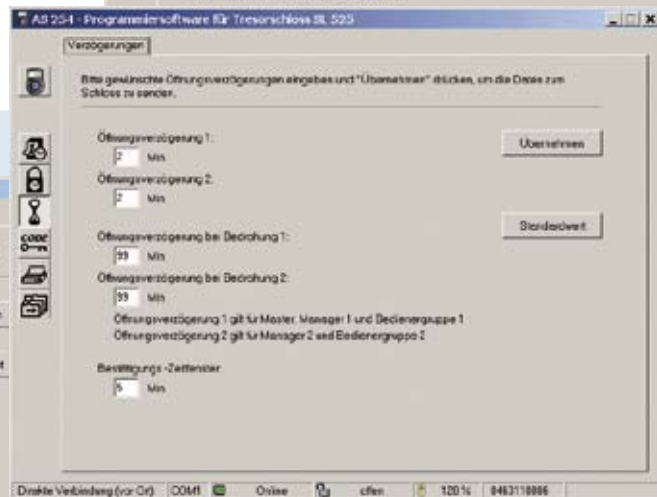 AS 254 - Programmiersoftware für Tresorschloss SL 525
Verzögerungen
Bitte gewünschte Öffnungsverzögerungen eingeben und "Übernehmen" drücken, um die Daten zum
Schloss zu senden.
Öffnungsverzögerung 1:
2 Min
Übernehmen
Öffnungsverzögerung 2:
2 Min
Standardwert
Öffnungsverzögerung bei Bedrohung 1:
99 Min
Öffnungsverzögerung bei Bedrohung 2:
99 Min
Öffnungsverzögerung 1 gilt für Master, Manager 1 und Bedienergruppe 1
Öffnungsverzögerung 2 gilt für Manager 2 und Bedienergruppe 2
CODE
Bestätigungs-Zeitfenster:
5 Min
Direkte Verbindung (vor Ort) COM1 Online offen 120 %